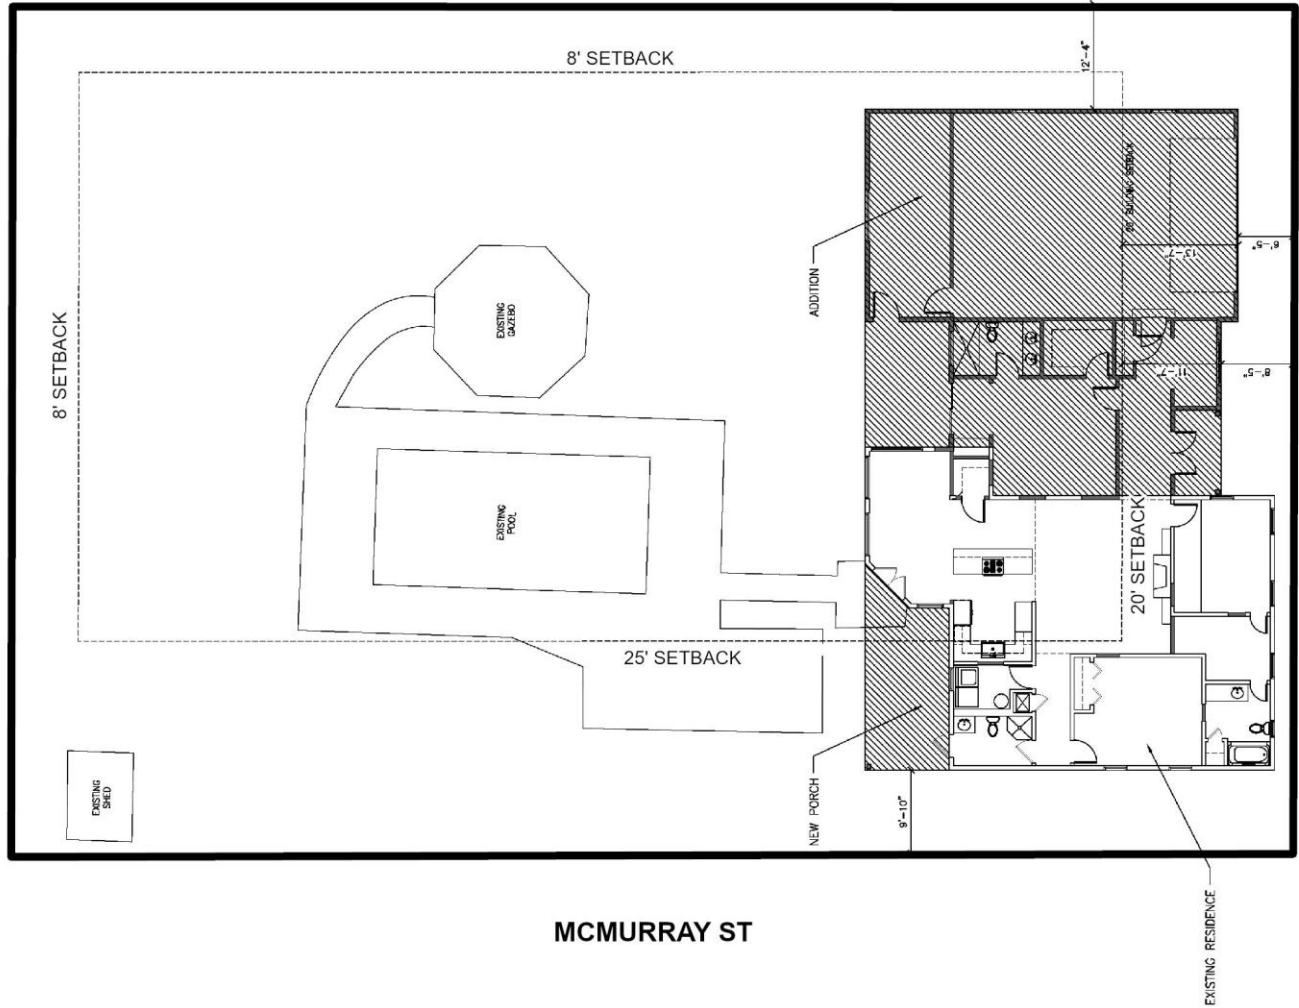 8' SETBACK
12'-4"
20' BUILDING SETBACK
6'-5"
13'-7"
ADDITION
EXISTING
GAZEBO
8' SETBACK
11'-7"
8'-5"
EXISTING
POOL
20' SETBACK
25' SETBACK
EXISTING
SHED
NEW PORCH
9'-10"
EXISTING RESIDENCE
MCMURRAY ST